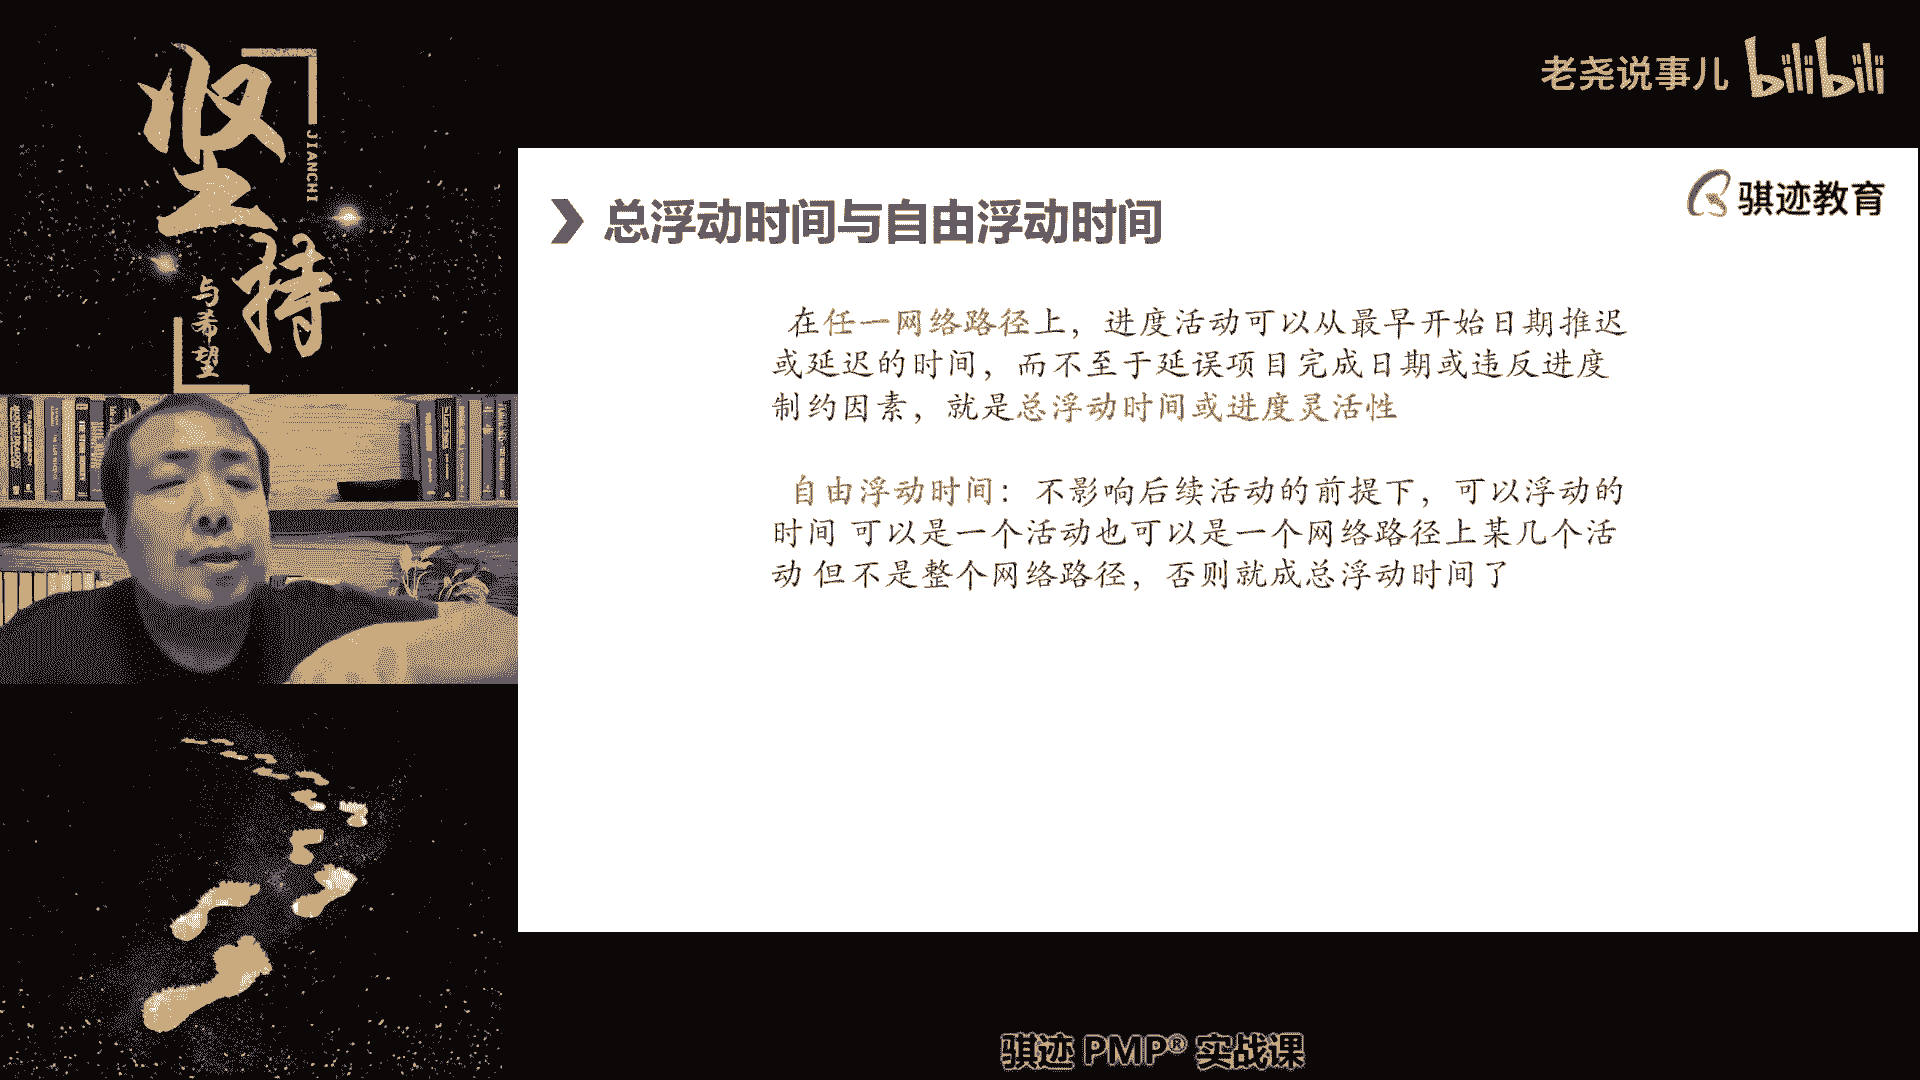 坚持
JIANCHI
与希望
老尧说事儿 bilibili
骐迹教育
总浮动时间与自由浮动时间
在任一网络路径上，进度活动可以从最早开始日期推迟
或延迟的时间，而不至于延误项目完成日期或违反进度
制约因素，就是总浮动时间或进度灵活性
自由浮动时间：不影响后续活动的前提下，可以浮动的
时间 可以是一个活动也可以是一个网络路径上某几个活
动 但不是整个网络路径，否则就成总浮动时间了
骐迹 PMP® 实战课